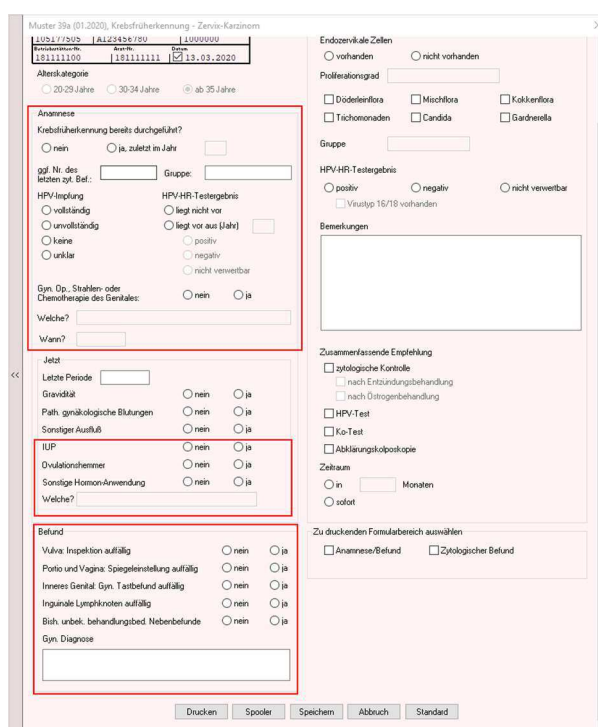 Muster 39a (01.2020), Krebsfrüherkennung - Zervix-Karzinom
105177505 A123456780 1000000
Betriebsstätten-Nr. Arzt-Nr. Datum
181111100 181111111 13.03.2020
Alterskategorie
20-29 Jahre 30-34 Jahre ab 35 Jahre
Anamnese
Krebsfrüherkennung bereits durchgeführt?
nein ja, zuletzt im Jahr
ggf. Nr. des
letzten zyt. Bef.: Gruppe:
HPV-Impfung HPV-HR-Testergebnis
vollständig liegt nicht vor
unvollständig liegt vor aus (Jahr)
keine positiv
unklar negativ
nicht verwertbar
Gyn. Op., Strahlen- oder
Chemotherapie des Genitales: nein ja
Welche?
Wann?
<<
Jetzt
Letzte Periode
Gravidität nein ja
Path. gynäkologische Blutungen nein ja
Sonstiger Ausfluß nein ja
IUP nein ja
Ovulationshemmer nein ja
Sonstige Hormon-Anwendung nein ja
Welche?
Befund
Vulva: Inspektion auffällig nein ja
Portio und Vagina: Spiegeleinstellung auffällig nein ja
Inneres Genital: Gyn. Tastbefund auffällig nein ja
Inguinale Lymphknoten auffällig nein ja
Bish. unbek. behandlungsbed. Nebenbefunde nein ja
Gyn. Diagnose
Endozervikale Zellen
vorhanden nicht vorhanden
Proliferationsgrad
Döderleinflora Mischflora Kokkenflora
Trichomonaden Candida Gardnerella
Gruppe
HPV-HR-Testergebnis
positiv negativ nicht verwertbar
Virustyp 16/18 vorhanden
Bemerkungen
Zusammenfassende Empfehlung
zytologische Kontrolle
nach Entzündungsbehandlung
nach Östrogenbehandlung
HPV-Test
Ko-Test
Abklärungskolposkopie
Zeitraum
in Monaten
sofort
Zu druckenden Formularbereich auswählen
Anamnese/Befund Zytologischer Befund
Drucken Spooler Speichern Abbruch Standard